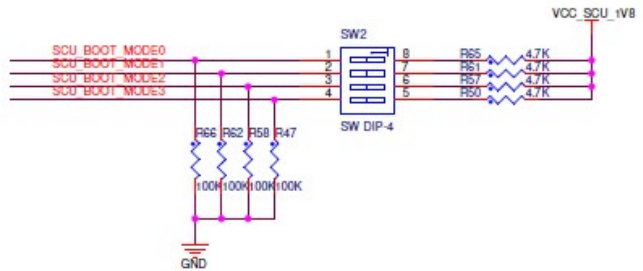 VCC_SCU_1V8
SW2
SCU_BOOT_MODE0 1 8 R65 4.7K
SCU_BOOT_MODE1 2 7 R61 4.7K
SCU_BOOT_MODE2 3 6 R57 4.7K
SCU_BOOT_MODE3 4 5 R50 4.7K
SW DIP-4
R66 R62 R58 R47
100K 100K 100K 100K
GND